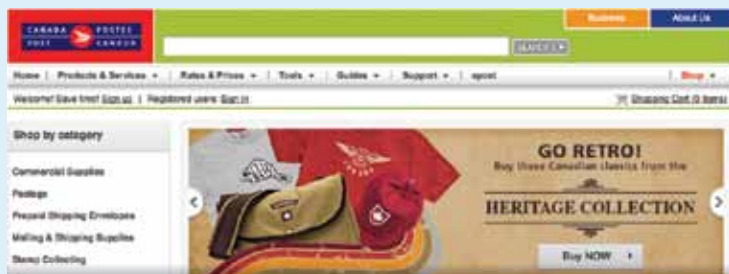 Business About Us
CANADA POSTES
POST CANADA
SEARCH
Home | Products & Services | Rates & Prices | Tools | Guides | Support | epost | Shop
Welcome! Save time! Sign up | Registered users: Sign in Shopping Cart (0 items)
Shop by category
Commercial Supplies
Postage
Prepaid Shipping Envelopes
Mailing & Shipping Supplies
Stamp Collecting
GO RETRO!
Buy these Canadian classics from the
HERITAGE COLLECTION
Buy NOW
CANADA